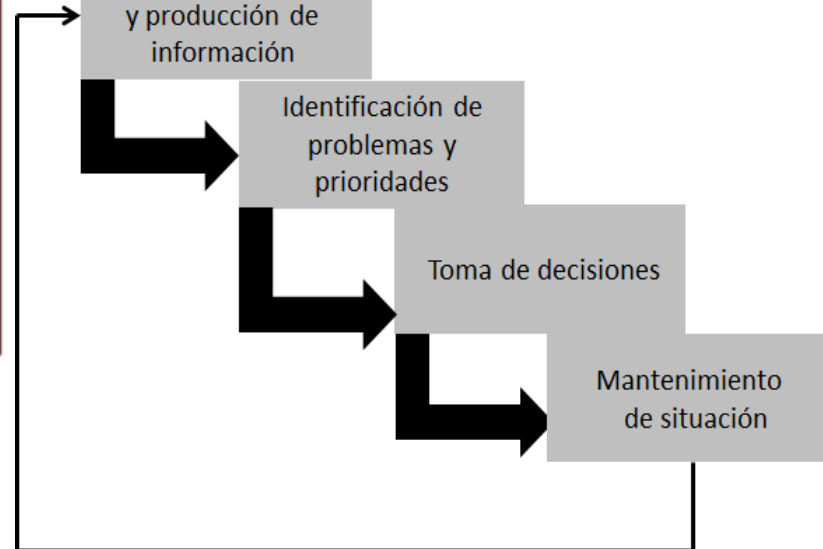 y producción de
información
Identificación de
problemas y
prioridades
Toma de decisiones
Mantenimiento
de situación